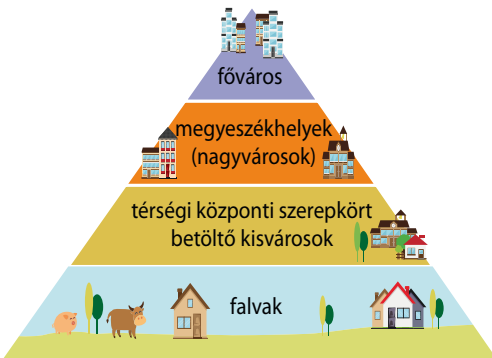 főváros
megyeszékhelyek
(nagyvárosok)
térségi központi szerepkört
betöltő kisvárosok
falvak